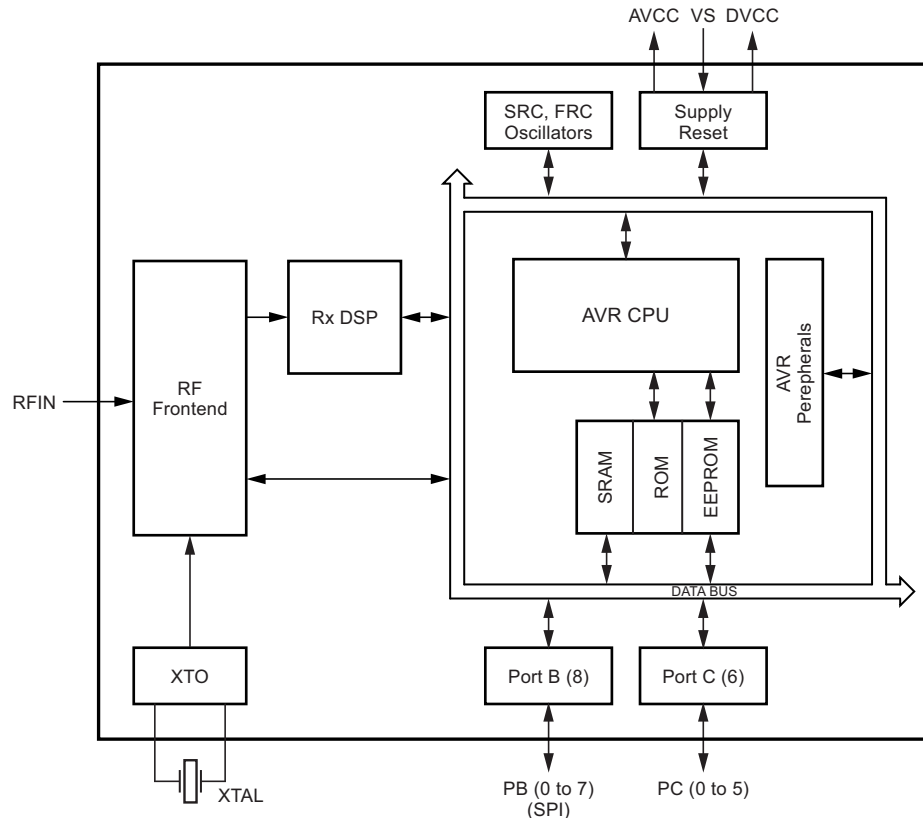 AVCC VS DVCC
SRC, FRC
Oscillators
Supply
Reset
Rx DSP
AVR CPU
AVR
Perepherals
RF
Frontend
RFIN
SRAM
ROM
EEPROM
DATA BUS
XTO
Port B (8)
Port C (6)
XTAL
PB (0 to 7)
(SPI)
PC (0 to 5)